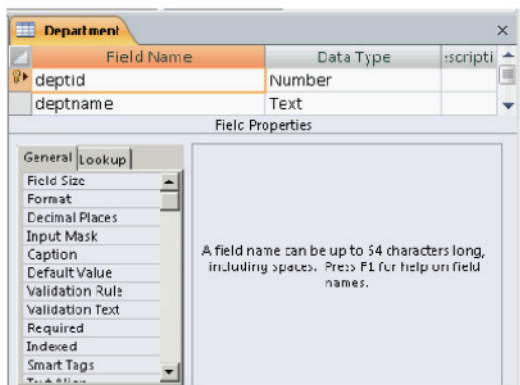 Department
Field Name Data Type
deptid Number
deptname Text
Field Properties
General Lookup
Field Size
Format
Decimal Places
Input Mask
Caption
Default Value
Validation Rule
Validation Text
Required
Indexed
Smart Tags
A field name can be up to 64 characters long,
including spaces. Press F1 for help on field
names.